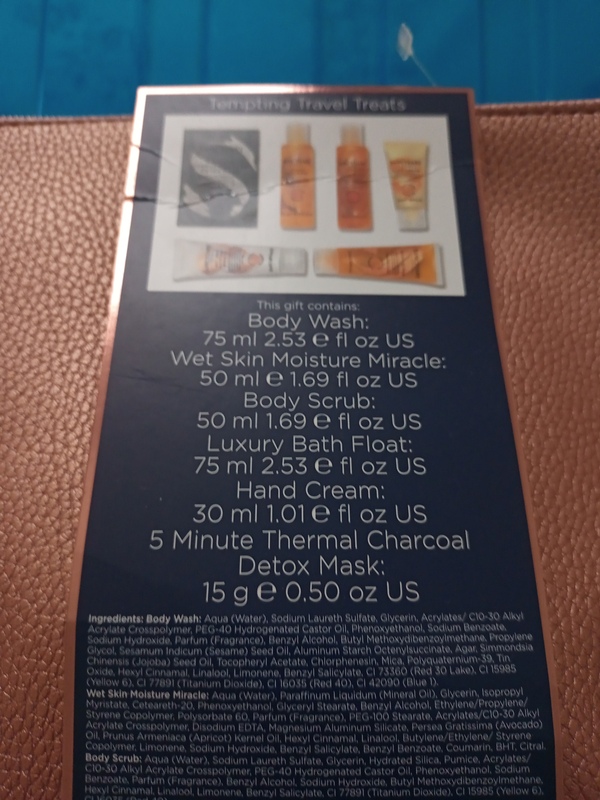 Tempting Travel Treats
This gift contains:
Body Wash:
75 ml 2.53 e fl oz US
Wet Skin Moisture Miracle:
50 ml e 1.69 fl oz US
Body Scrub:
50 ml 1.69 e fl oz US
Luxury Bath Float:
75 ml 2.53 e fl oz US
Hand Cream:
30 ml 1.01 e fl oz US
5 Minute Thermal Charcoal
Detox Mask:
15 g e 0.50 oz US
Ingredients: Body Wash: Aqua (Water), Sodium Laureth Sulfate, Glycerin, Acrylates/ C10-30 Alkyl
Acrylate Crosspolymer, PEG-40 Hydrogenated Castor Oil, Phenoxyethanol, Sodium Benzoate,
Sodium Hydroxide, Parfum (Fragrance), Benzyl Alcohol, Butyl Methoxydibenzoylmethane, Propylene
Glycol, Sesamum Indicum (Sesame) Seed Oil, Aluminum Starch Octenylsuccinate, Agar, Simmondsia
Chinensis (Jojoba) Seed Oil, Tocopheryl Acetate, Chlorphenesin, Mica, Polyquaternium-39, Tin
Oxide, Hexyl Cinnamal, Linalool, Limonene, Benzyl Salicylate, CI 73360 (Red 30 Lake), CI 15985
(Yellow 6), CI 77891 (Titanium Dioxide), CI 16035 (Red 40), CI 42090 (Blue 1).
Wet Skin Moisture Miracle: Aqua (Water), Paraffinum Liquidum (Mineral Oil), Glycerin, Isopropyl
Myristate, Ceteareth-20, Phenoxyethanol, Glyceryl Stearate, Benzyl Alcohol, Ethylene/Propylene/
Styrene Copolymer, Polysorbate 60, Parfum (Fragrance), PEG-100 Stearate, Acrylates/C10-30 Alkyl
Acrylate Crosspolymer, Disodium EDTA, Magnesium Aluminum Silicate, Persea Gratissima (Avocado)
Oil, Prunus Armeniaca (Apricot) Kernel Oil, Hexyl Cinnamal, Linalool, Butylene/Ethylene/ Styrene
Copolymer, Limonene, Sodium Hydroxide, Benzyl Salicylate, Benzyl Benzoate, Coumarin, BHT, Citral.
Body Scrub: Aqua (Water), Sodium Laureth Sulfate, Glycerin, Hydrated Silica, Pumice, Acrylates/
C10-30 Alkyl Acrylate Crosspolymer, PEG-40 Hydrogenated Castor Oil, Phenoxyethanol, Sodium
Benzoate, Parfum (Fragrance), Benzyl Alcohol, Sodium Hydroxide, Butyl Methoxydibenzoylmethane,
Hexyl Cinnamal, Linalool, Limonene, Benzyl Salicylate, CI 77891 (Titanium Dioxide), CI 15985 (Yellow 6),